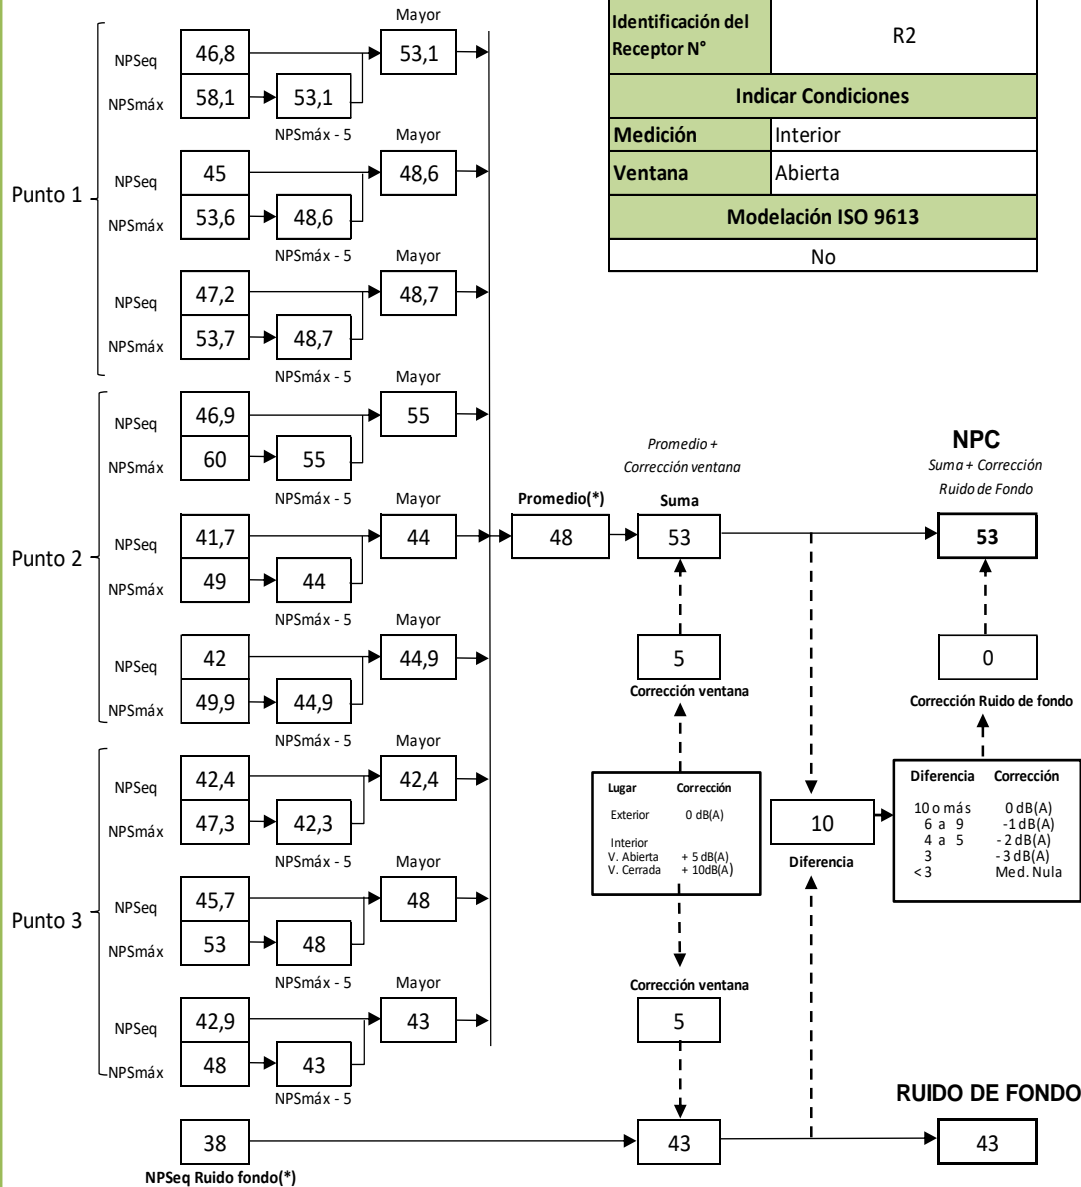 Identificación del
Receptor N°
R2
Indicar Condiciones
Medición Interior
Ventana Abierta
Modelación ISO 9613
No
Punto 1
Mayor
NPSeq 46,8 53,1
NPSmáx 58,1 53,1
NPSmáx - 5
Mayor
NPSeq 45 48,6
NPSmáx 53,6 48,6
NPSmáx - 5
Mayor
NPSeq 47,2 48,7
NPSmáx 53,7 48,7
NPSmáx - 5
Punto 2
Mayor
NPSeq 46,9 55
NPSmáx 60 55
NPSmáx - 5
Mayor
NPSeq 41,7 44
NPSmáx 49 44
NPSmáx - 5
Mayor
NPSeq 42 44,9
NPSmáx 49,9 44,9
NPSmáx - 5
Punto 3
Mayor
NPSeq 42,4 42,4
NPSmáx 47,3 42,3
NPSmáx - 5
Mayor
NPSeq 45,7 48
NPSmáx 53 48
NPSmáx - 5
Mayor
NPSeq 42,9 43
NPSmáx 48 43
NPSmáx - 5
38
NPSeq Ruido fondo(*)
Promedio(*)
48
Promedio +
Corrección ventana
Suma
53
5
Corrección ventana
Lugar Corrección
Exterior 0 dB(A)
Interior
V. Abierta + 5 dB(A)
V. Cerrada + 10dB(A)
Corrección ventana
5
43
10
Diferencia
NPC
Suma + Corrección
Ruido de Fondo
53
0
Corrección Ruido de fondo
Diferencia Corrección
10 o más 0 dB(A)
6 a 9 -1 dB(A)
4 a 5 - 2 dB(A)
3 - 3 dB(A)
< 3 Med. Nula
RUIDO DE FONDO
43